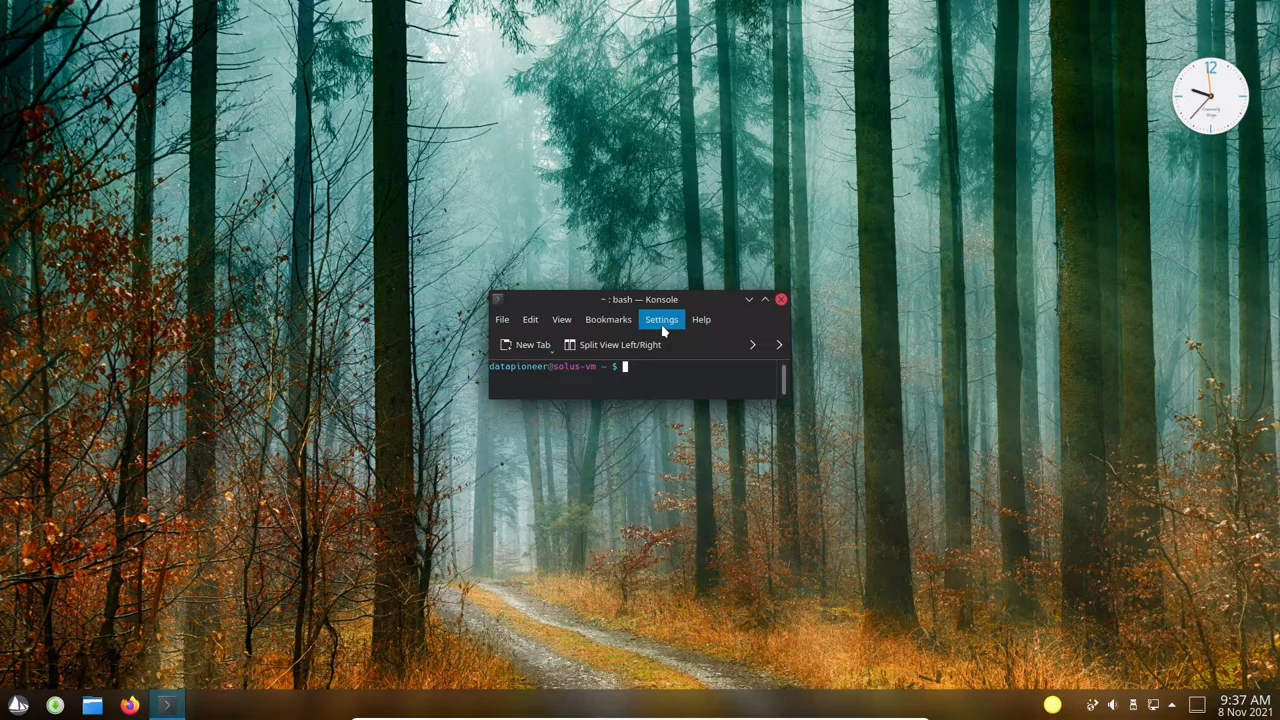 12
~ : bash — Konsole
File Edit View Bookmarks Settings Help
New Tab Split View Left/Right
datapioneer@solus-vm ~ $
9:37 AM
8 Nov 2021